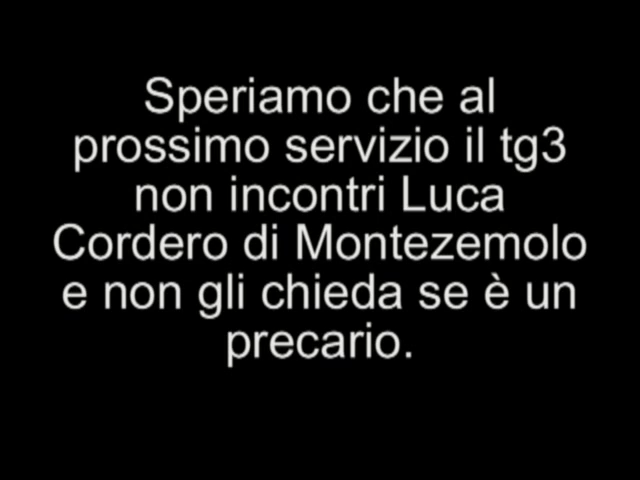 Speriamo che al
prossimo servizio il tg3
non incontri Luca
Cordero di Montezemolo
e non gli chieda se è un
precario.